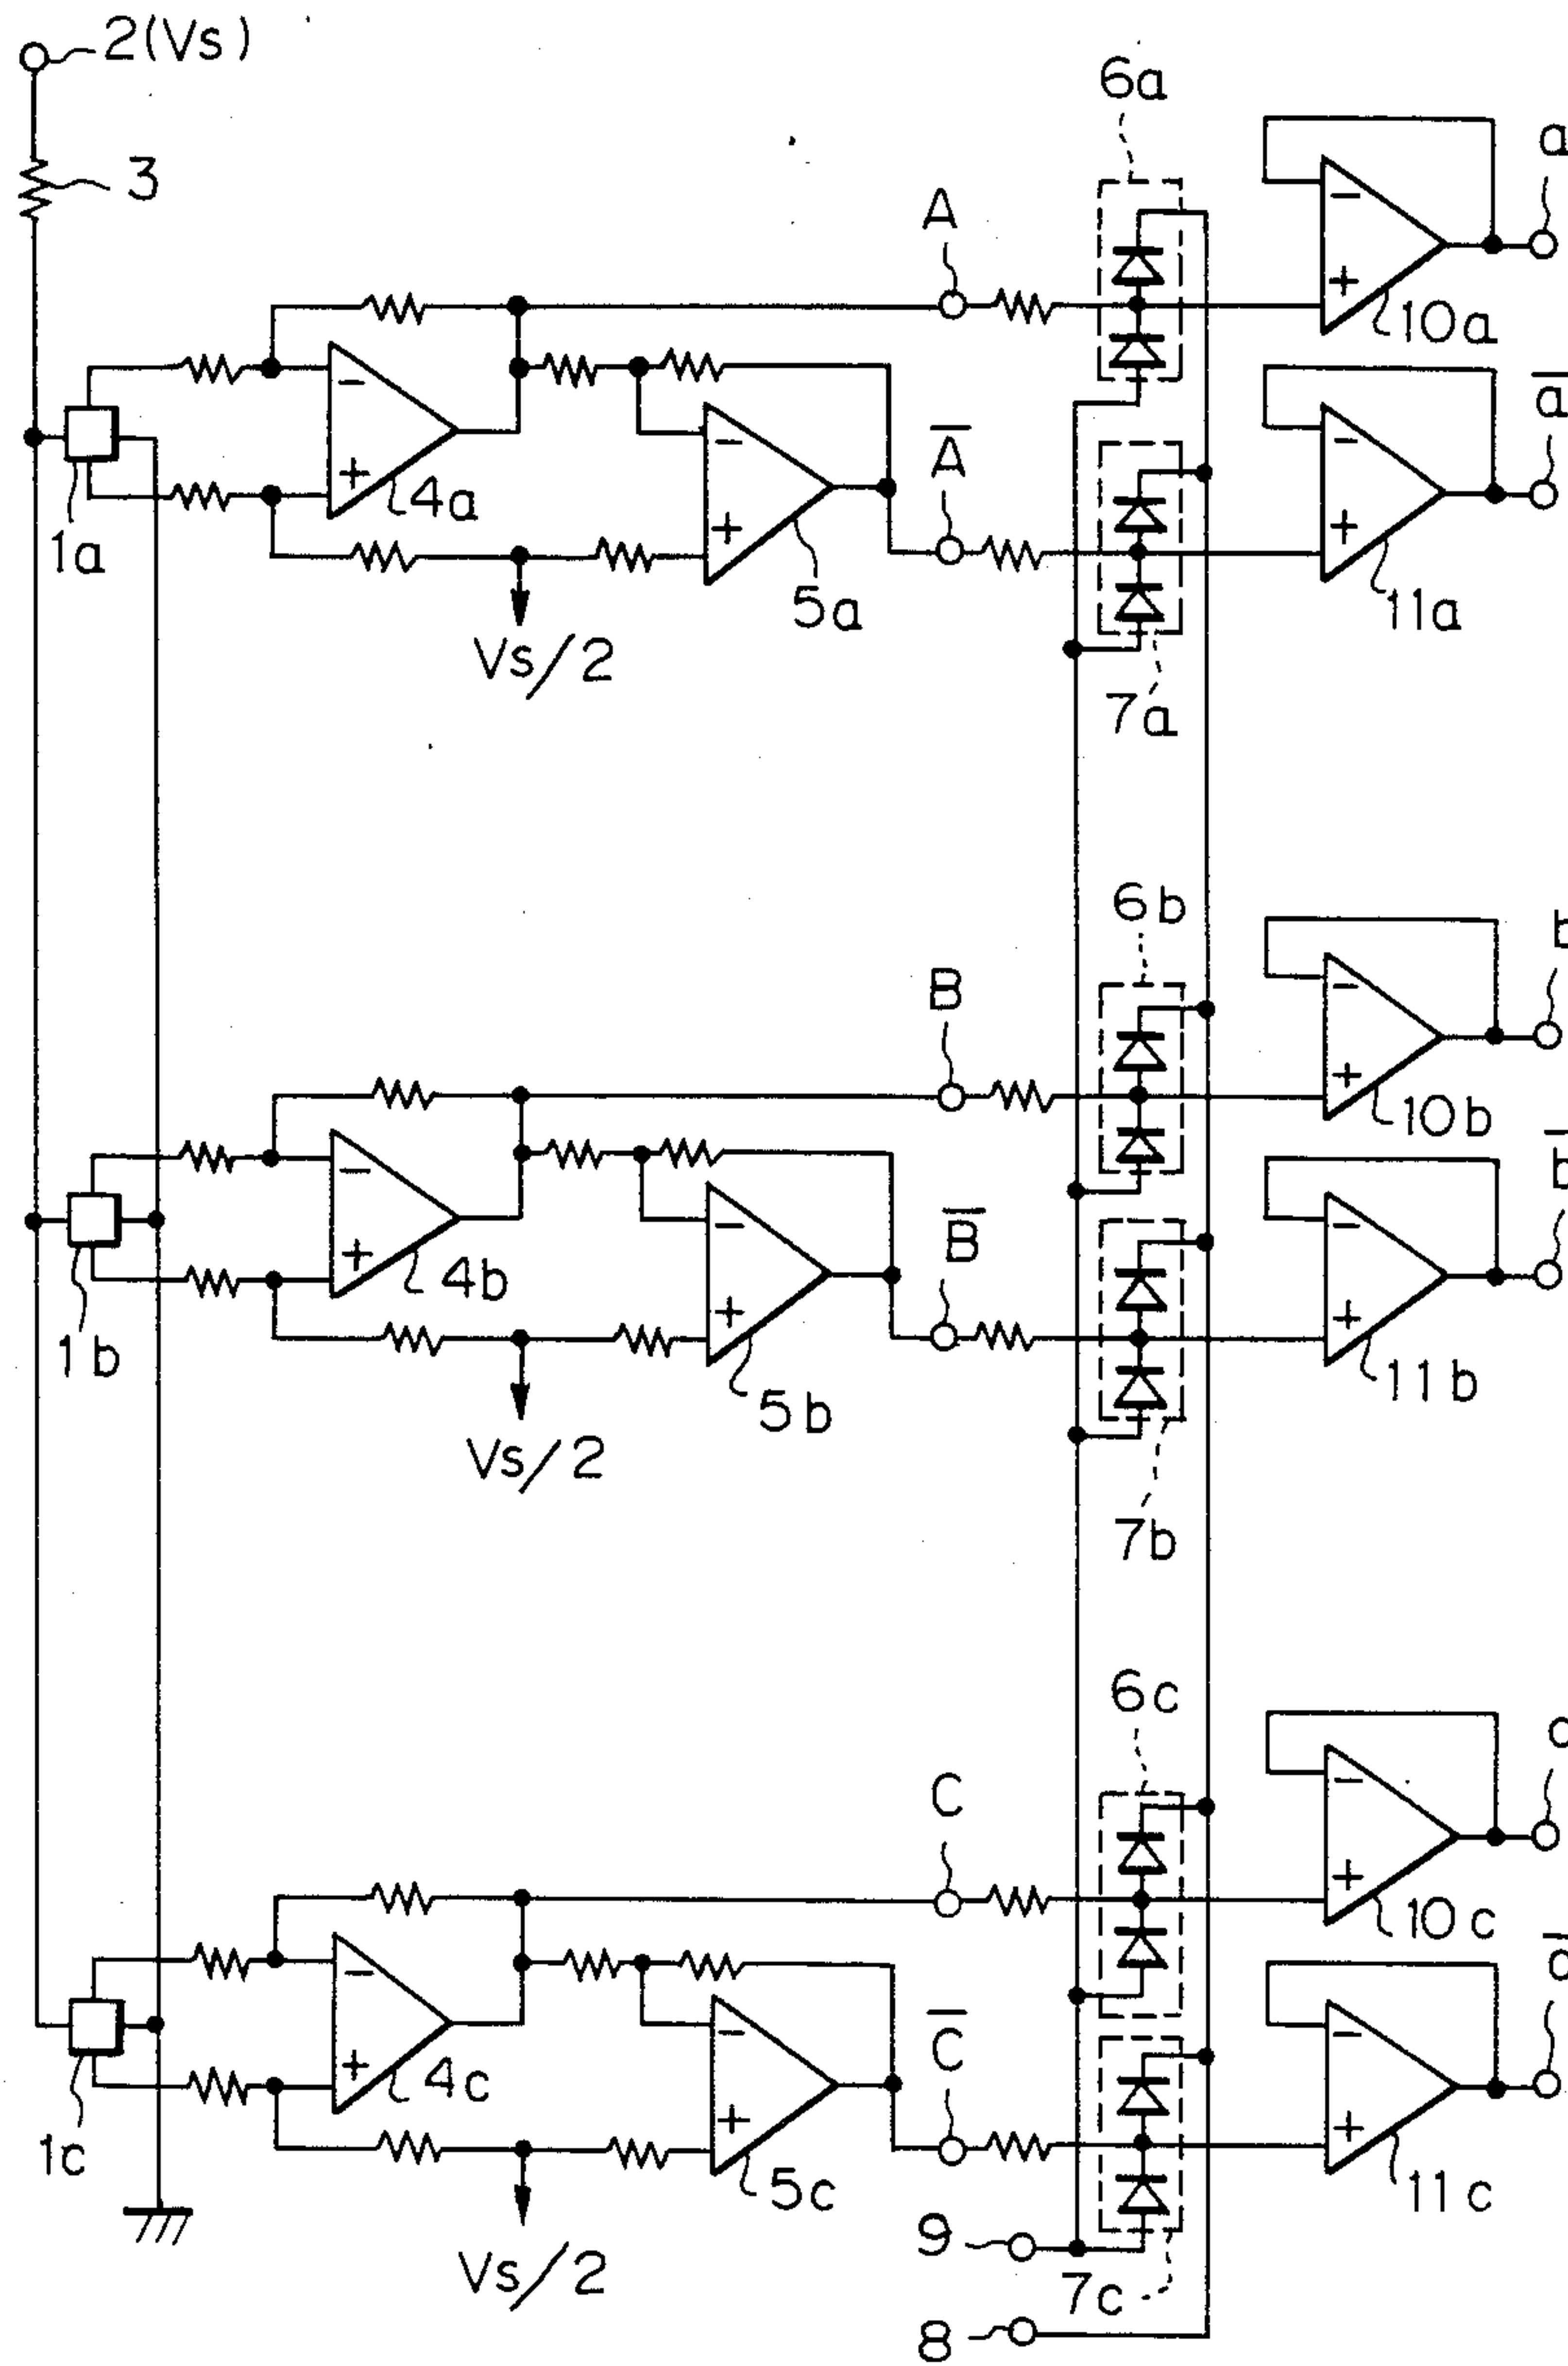 2(Vs)
3
6a
A
a
10a
4a
A̅
a̅
1a
5a
11a
Vs/2
7a
6b
B
10b
4b
B̅
1b
5b
11b
Vs/2
7b
6c
C
10c
4c
C̅
1c
5c
11c
9
Vs/2
7c
8